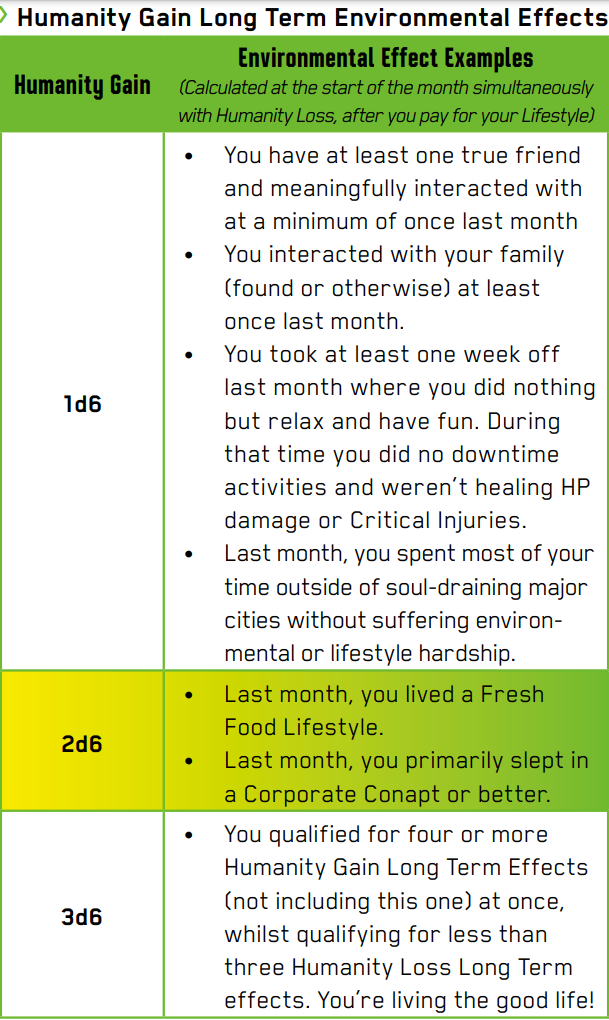 Humanity Gain Long Term Environmental Effects
Humanity Gain
Environmental Effect Examples
(Calculated at the start of the month simultaneously
with Humanity Loss, after you pay for your Lifestyle)
1d6
• You have at least one true friend
and meaningfully interacted with
at a minimum of once last month
• You interacted with your family
(found or otherwise) at least
once last month.
• You took at least one week off
last month where you did nothing
but relax and have fun. During
that time you did no downtime
activities and weren't healing HP
damage or Critical Injuries.
• Last month, you spent most of your
time outside of soul-draining major
cities without suffering environ-
mental or lifestyle hardship.
2d6
• Last month, you lived a Fresh
Food Lifestyle.
• Last month, you primarily slept in
a Corporate Conapt or better.
3d6
• You qualified for four or more
Humanity Gain Long Term Effects
(not including this one) at once,
whilst qualifying for less than
three Humanity Loss Long Term
effects. You're living the good life!